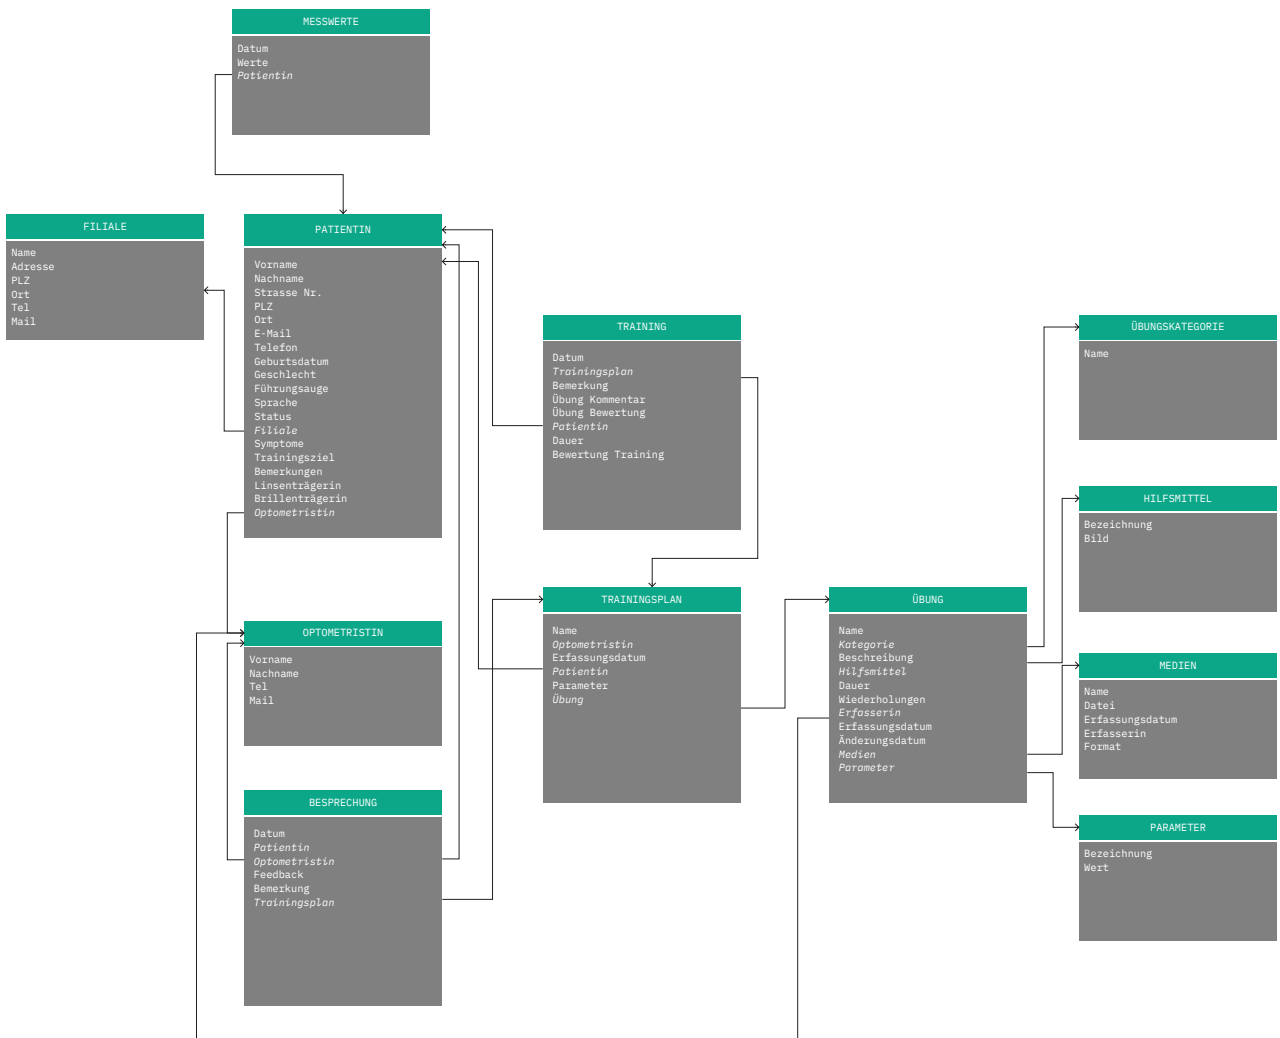 MESSWERTE
Datum
Werte
Patientin
FILIALE
Name
Adresse
PLZ
Ort
Tel
Mail
PATIENTIN
Vorname
Nachname
Strasse Nr.
PLZ
Ort
E-Mail
Telefon
Geburtsdatum
Geschlecht
Führungsauge
Sprache
Status
Filiale
Symptome
Trainingsziel
Bemerkungen
Linsenträgerin
Brillenträgerin
Optometristin
TRAINING
Datum
Trainingsplan
Bemerkung
Übung Kommentar
Übung Bewertung
Patientin
Dauer
Bewertung Training
ÜBUNGSKATEGORIE
Name
HILFSMITTEL
Bezeichnung
Bild
OPTOMETRISTIN
Vorname
Nachname
Tel
Mail
TRAININGSPLAN
Name
Optometristin
Erfassungsdatum
Patientin
Parameter
Übung
ÜBUNG
Name
Kategorie
Beschreibung
Hilfsmittel
Dauer
Wiederholungen
Erfasserin
Erfassungsdatum
Änderungsdatum
Medien
Parameter
MEDIEN
Name
Datei
Erfassungsdatum
Erfasserin
Format
BESPRECHUNG
Datum
Patientin
Optometristin
Feedback
Bemerkung
Trainingsplan
PARAMETER
Bezeichnung
Wert